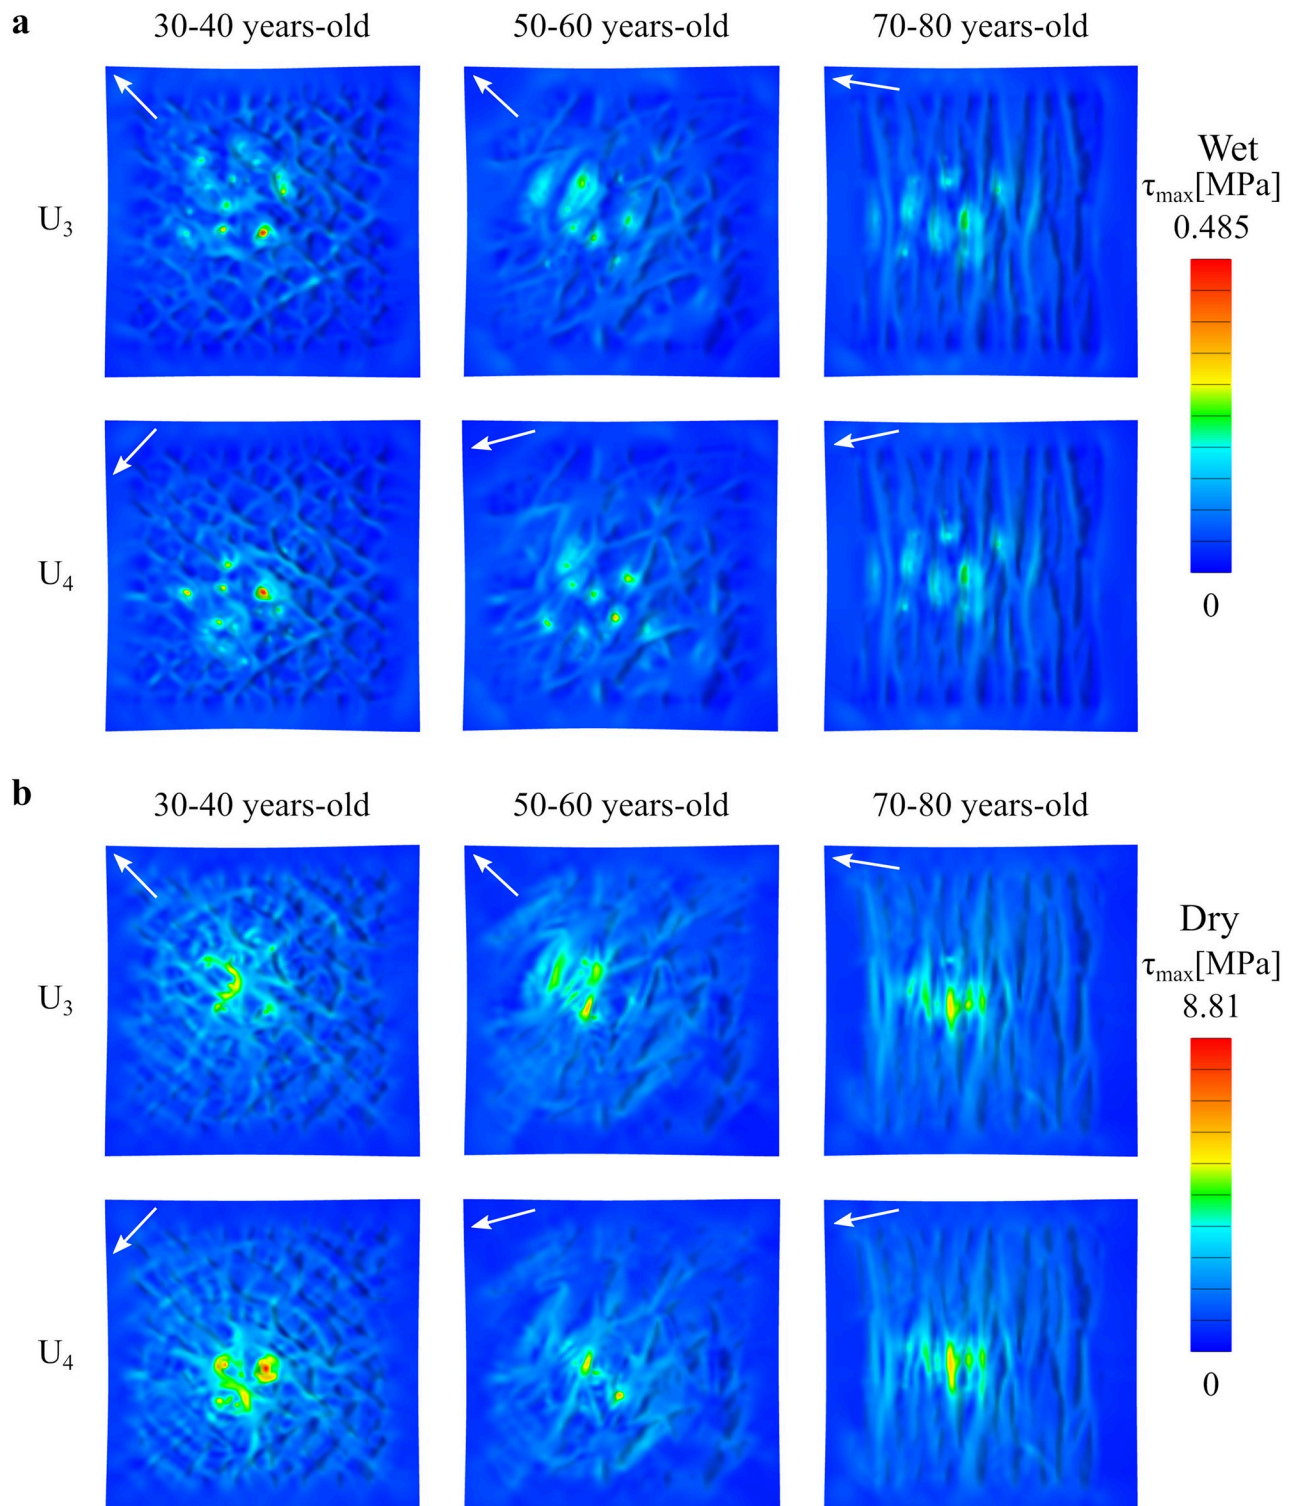 a
30-40 years-old 50-60 years-old 70-80 years-old
U3
Wet
τmax[MPa]
0.485
0
U4
b
30-40 years-old 50-60 years-old 70-80 years-old
U3
Dry
τmax[MPa]
8.81
0
U4